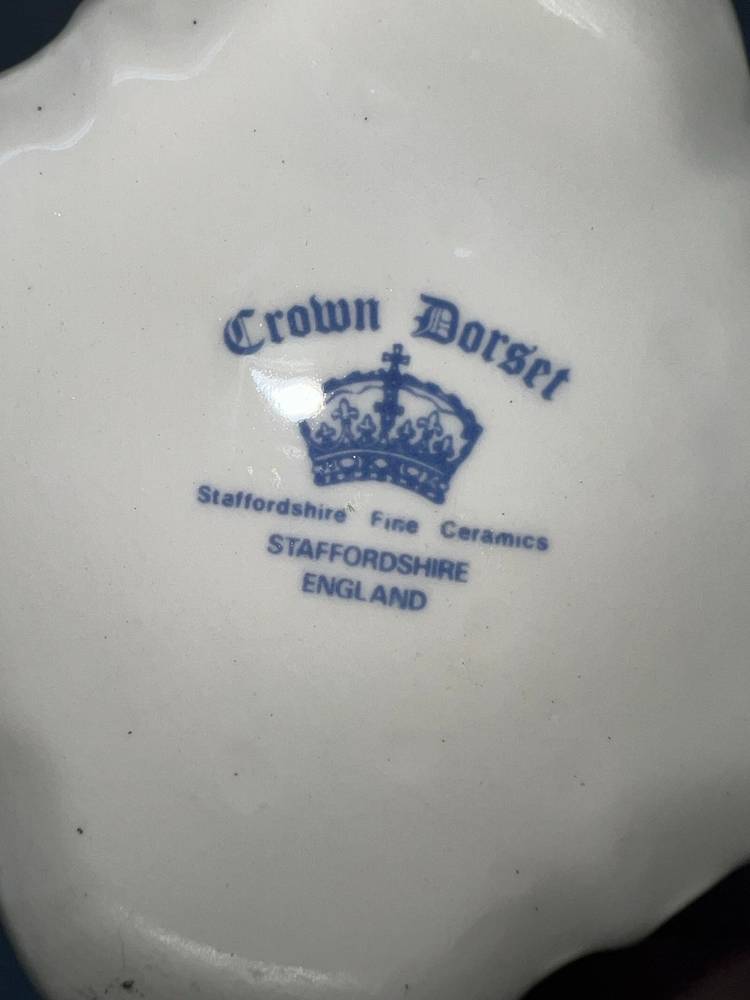 Crown Dorset
Staffordshire Fine Ceramics
STAFFORDSHIRE
ENGLAND